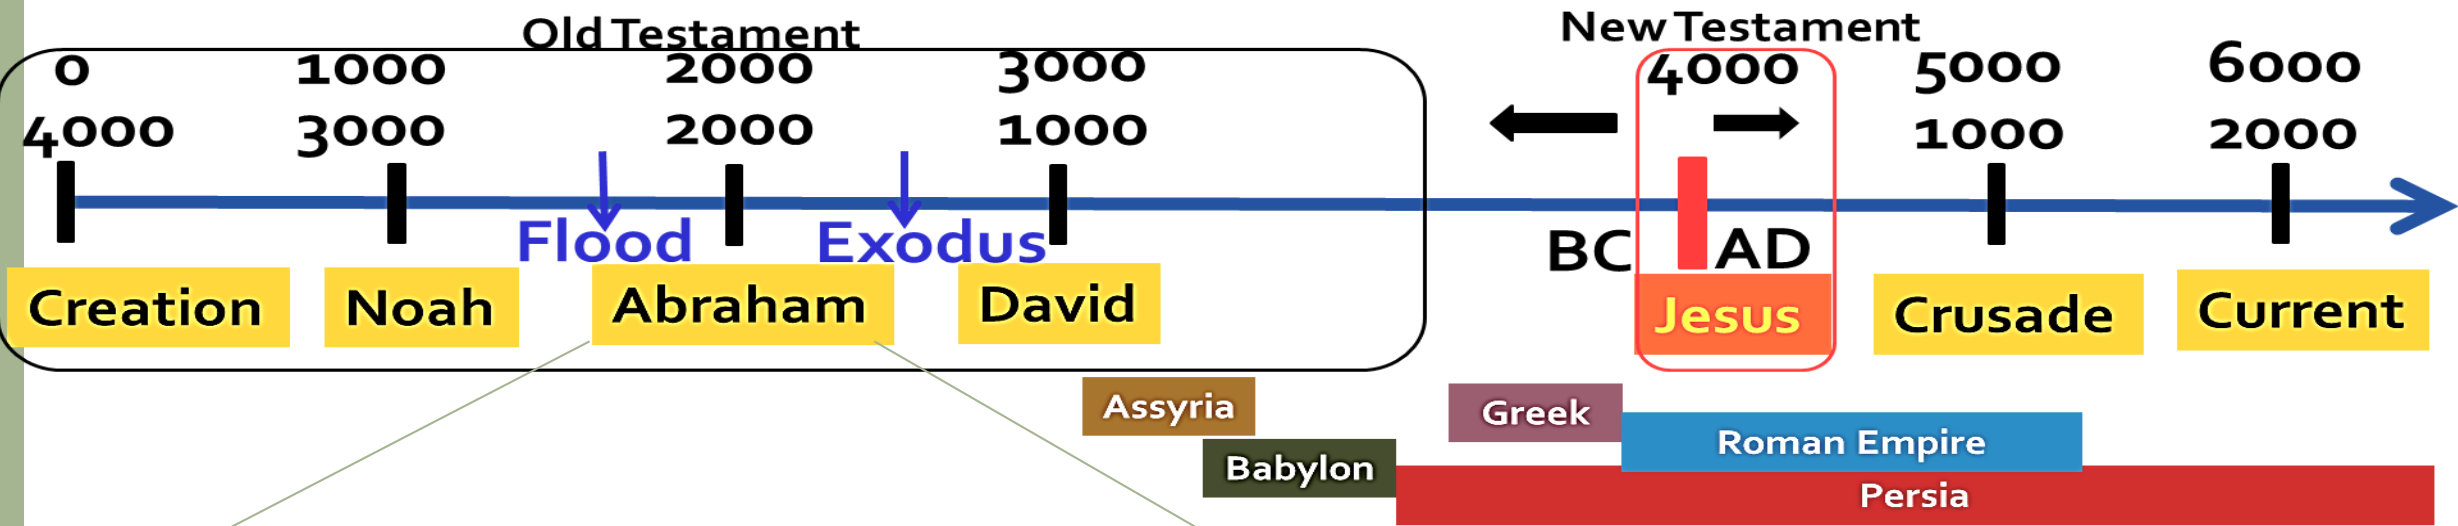 Old Testament
New Testament
0 1000 2000 3000 4000 5000 6000
4000 3000 2000 1000 1000 2000
Flood Exodus BC AD
Creation Noah Abraham David Jesus Crusade Current
Assyria Greek
Roman Empire
Babylon
Persia